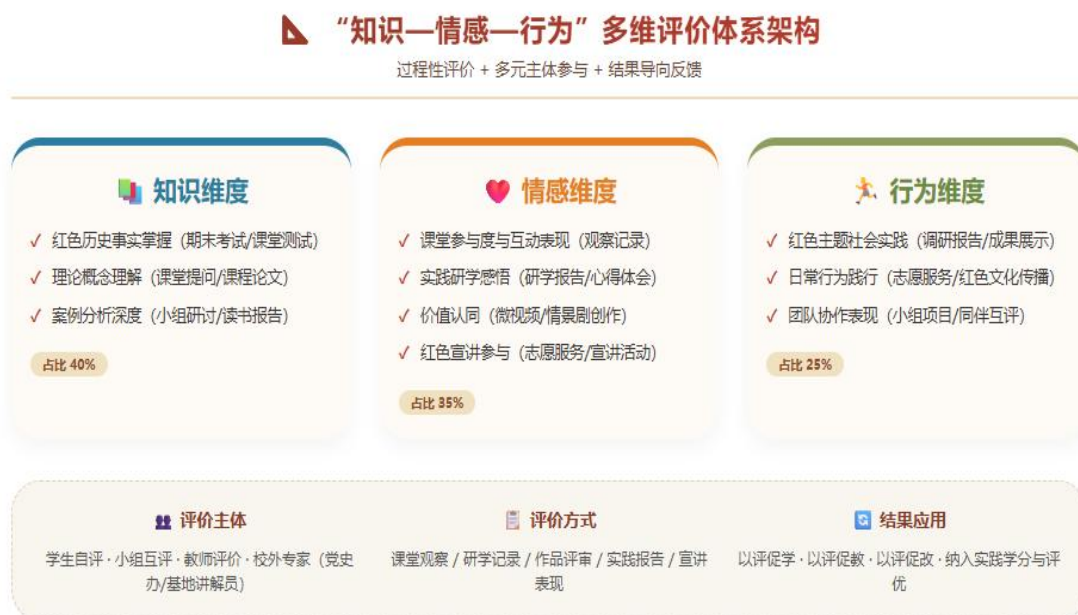 “知识—情感—行为”多维评价体系架构
过程性评价 + 多元主体参与 + 结果导向反馈
知识维度
✓ 红色历史事实掌握（期末考试/课堂测试）
✓ 理论概念理解（课堂提问/课程论文）
✓ 案例分析深度（小组研讨/读书报告）
占比 40%
情感维度
✓ 课堂参与度与互动表现（观察记录）
✓ 实践研学感悟（研学报告/心得体会）
✓ 价值认同（微视频/情景剧创作）
✓ 红色宣讲参与（志愿服务/宣讲活动）
占比 35%
行为维度
✓ 红色主题社会实践（调研报告/成果展示）
✓ 日常行为践行（志愿服务/红色文化传播）
✓ 团队协作表现（小组项目/同伴互评）
占比 25%
评价主体
学生自评 · 小组互评 · 教师评价 · 校外专家（党史
办/基地讲解员）
评价方式
课堂观察 / 研学记录 / 作品评审 / 实践报告 / 宣讲
表现
结果应用
以评促学 · 以评促教 · 以评促改 · 纳入实践学分与评
优